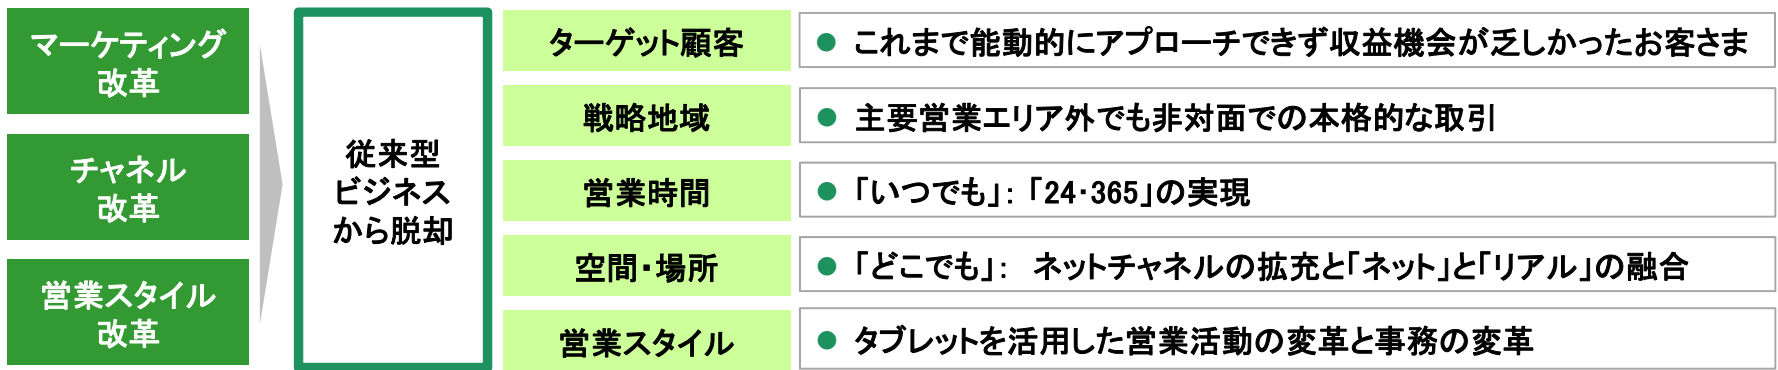 マーケティング
改革
チャネル
改革
営業スタイル
改革
従来型
ビジネス
から脱却
ターゲット顧客
● これまで能動的にアプローチできず収益機会が乏しかったお客さま
戦略地域
● 主要営業エリア外でも非対面での本格的な取引
営業時間
● 「いつでも」:「24・365」の実現
空間・場所
● 「どこでも」: ネットチャネルの拡充と「ネット」と「リアル」の融合
営業スタイル
● タブレットを活用した営業活動の変革と事務の変革